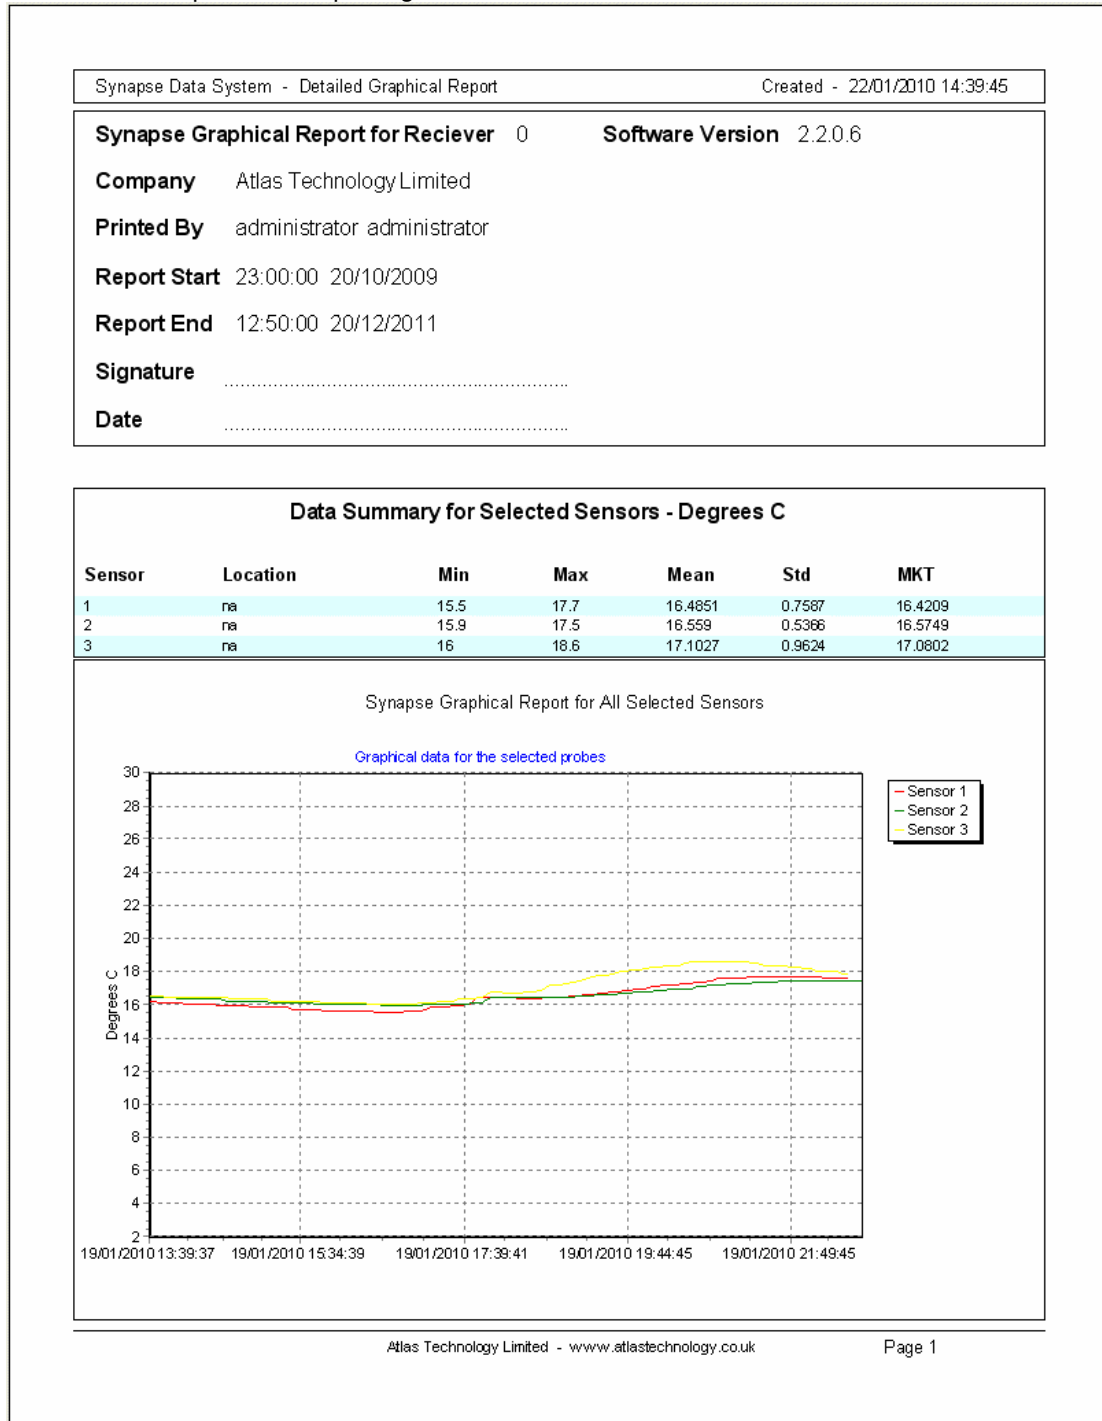 Synapse Data System - Detailed Graphical Report Created - 22/01/2010 14:39:45
Synapse Graphical Report for Reciever 0 Software Version 2.2.0.6
Company Atlas Technology Limited
Printed By administrator administrator
Report Start 23:00:00 20/10/2009
Report End 12:50:00 20/12/2011
Signature ............................................................
Date ............................................................
Data Summary for Selected Sensors - Degrees C
Sensor Location Min Max Mean Std MKT
1 na 15.5 17.7 16.4851 0.7587 16.4209
2 na 15.9 17.5 16.559 0.5366 16.5749
3 na 16 18.6 17.1027 0.9624 17.0802
Synapse Graphical Report for All Selected Sensors
Graphical data for the selected probes
30
28
26
24
22
20
18
16
14
12
10
8
6
4
2
Degrees C
Sensor 1
Sensor 2
Sensor 3
19/01/2010 13:39:37 19/01/2010 15:34:39 19/01/2010 17:39:41 19/01/2010 19:44:45 19/01/2010 21:49:45
Atlas Technology Limited - www.atlastechnology.co.uk Page 1